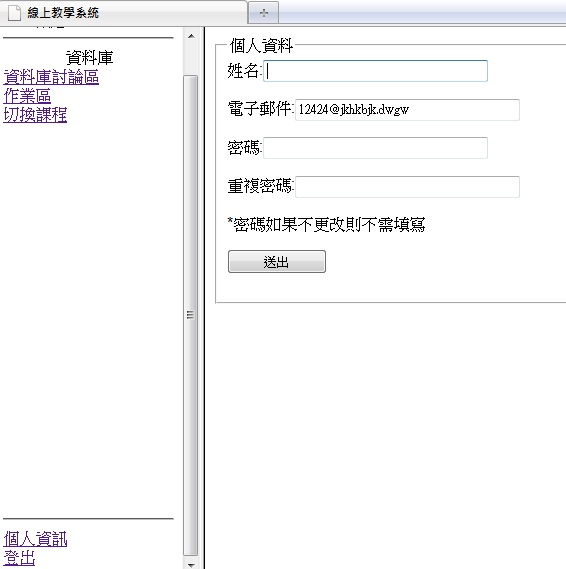 線上教學系統
資料庫
資料庫討論區
作業區
切換課程
個人資訊
登出
個人資料
姓名:
電子郵件: 12424@jkhkbjk.dwgw
密碼:
重複密碼:
*密碼如果不更改則不需填寫
送出